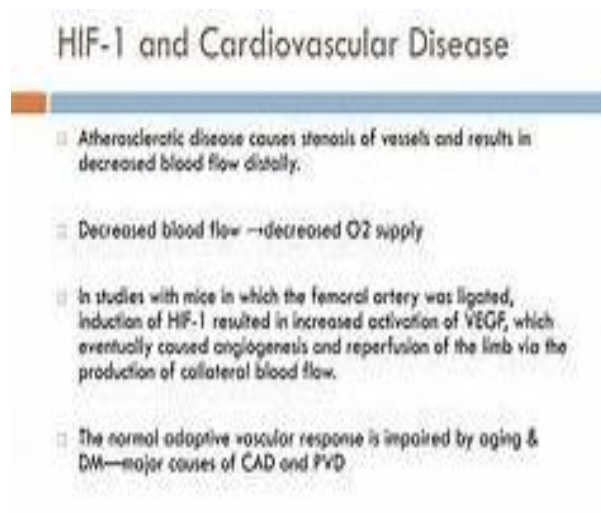 HIF-1 and Cardiovascular Disease
Atherosclerotic disease causes stenosis of vessels and results in
decreased blood flow distally.
Decreased blood flow →decreased O2 supply
In studies with mice in which the femoral artery was ligated,
induction of HIF-1 resulted in increased activation of VEGF, which
eventually caused angiogenesis and reperfusion of the limb via the
production of collateral blood flow.
The normal adaptive vascular response is impaired by aging &
DM—major causes of CAD and PVD